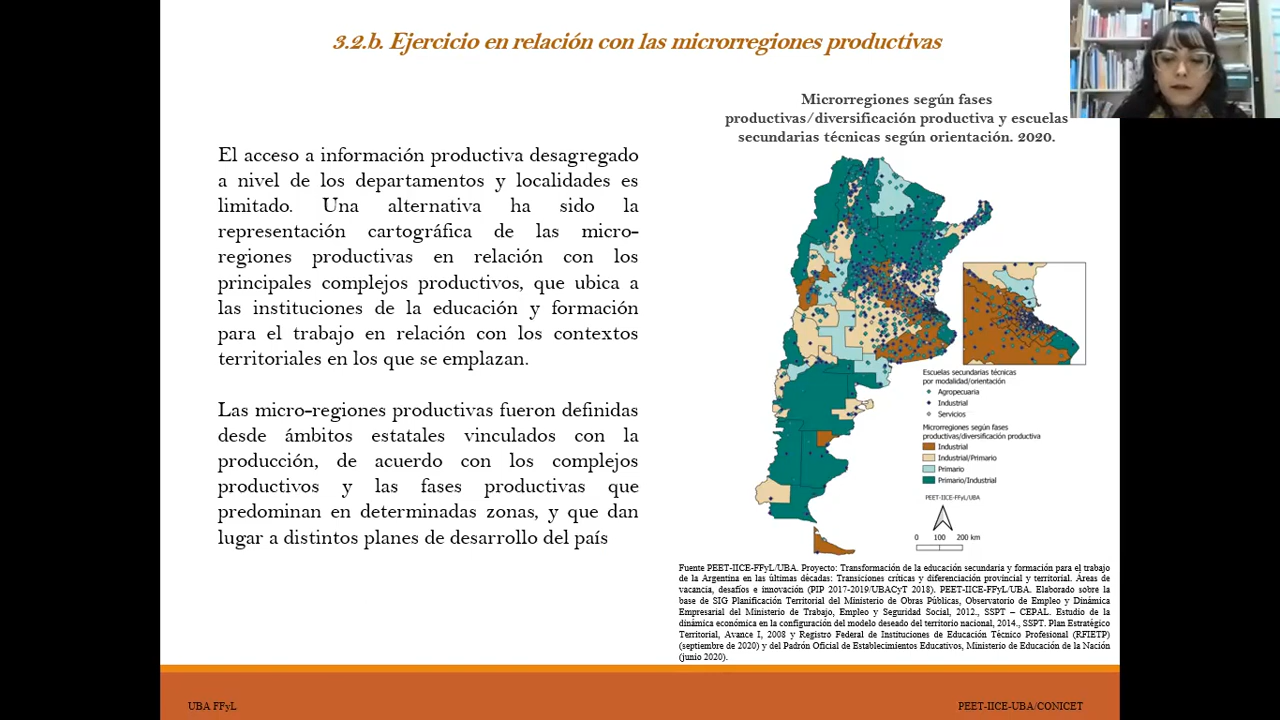 3.2.b. Ejercicio en relación con las microrregiones productivas
El acceso a información productiva desagregado
a nivel de los departamentos y localidades es
limitado. Una alternativa ha sido la
representación cartográfica de las micro-
regiones productivas en relación con los
principales complejos productivos, que ubica a
las instituciones de la educación y formación
para el trabajo en relación con los contextos
territoriales en los que se emplazan.
Las micro-regiones productivas fueron definidas
desde ámbitos estatales vinculados con la
producción, de acuerdo con los complejos
productivos y las fases productivas que
predominan en determinadas zonas, y que dan
lugar a distintos planes de desarrollo del país
Microrregiones según fases
productivas/diversificación productiva y escuelas
secundarias técnicas según orientación. 2020.
Escuelas secundarias técnicas
por modalidad/orientación
Agropecuaria
Industrial
Servicios
Microrregiones según fases
productivas/diversificación productiva
Industrial
Industrial/Primario
Primario
Primario/Industrial
PEET-IICE-FFyL/UBA
0 100 200 km
Fuente PEET-IICE-FFyL/UBA. Proyecto: Transformación de la educación secundaria y formación para el trabajo
de la Argentina en las últimas décadas: Transiciones críticas y diferenciación provincial y territorial. Áreas de
vacancia, desafíos e innovación (PIP 2017-2019/UBACyT 2018). PEET-IICE-FFyL/UBA. Elaborado sobre la
base de SIG Planificación Territorial del Ministerio de Obras Públicas, Observatorio de Empleo y Dinámica
Empresarial del Ministerio de Trabajo, Empleo y Seguridad Social, 2012., SSPT – CEPAL. Estudio de la
dinámica económica en la configuración del modelo deseado del territorio nacional, 2014., SSPT. Plan Estratégico
Territorial, Avance I, 2008 y Registro Federal de Instituciones de Educación Técnico Profesional (RFIETP)
(septiembre de 2020) y del Padrón Oficial de Establecimientos Educativos, Ministerio de Educación de la Nación
(junio 2020).
UBA FFyL
PEET-IICE-UBA/CONICET